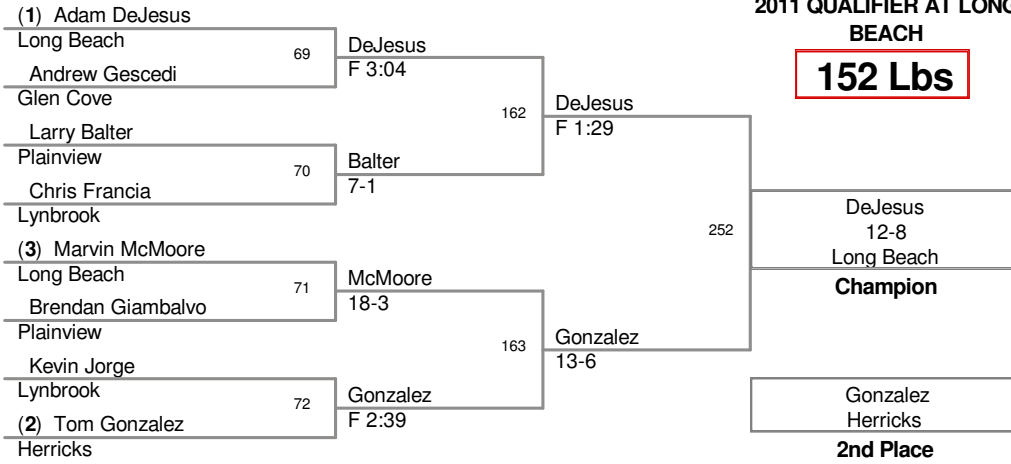 2011 QUALIFIER AT LONG
BEACH
152 Lbs
(1) Adam DeJesus
Long Beach
69
Andrew Gescedi
Glen Cove
DeJesus
F 3:04
Larry Balter
Plainview
70
Chris Francia
Lynbrook
Balter
7-1
162
DeJesus
F 1:29
(3) Marvin McMoore
Long Beach
71
Brendan Giambalvo
Plainview
McMoore
18-3
Kevin Jorge
Lynbrook
72
(2) Tom Gonzalez
Herricks
Gonzalez
F 2:39
163
Gonzalez
13-6
252
DeJesus
12-8
Long Beach
Champion
Gonzalez
Herricks
2nd Place